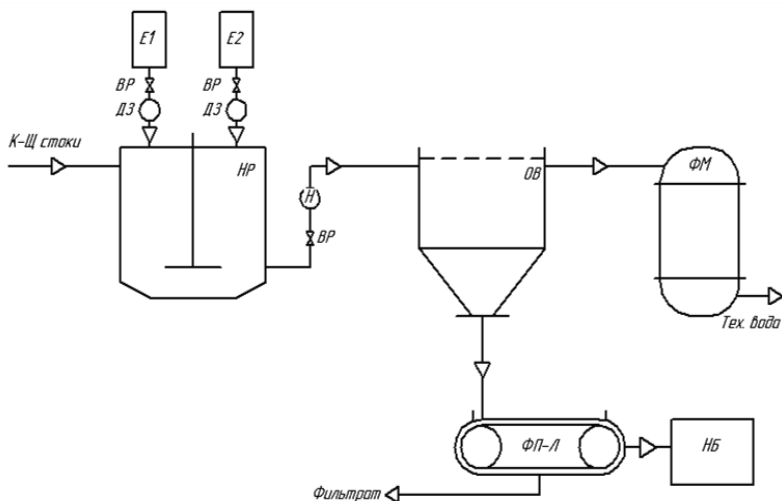 Е1
Е2
ВР
ВР
ДЗ
ДЗ
К-Щ стоки
НР
Н
ВР
ОВ
ФМ
Тех. вода
ФП-Л
НБ
Фильтрат